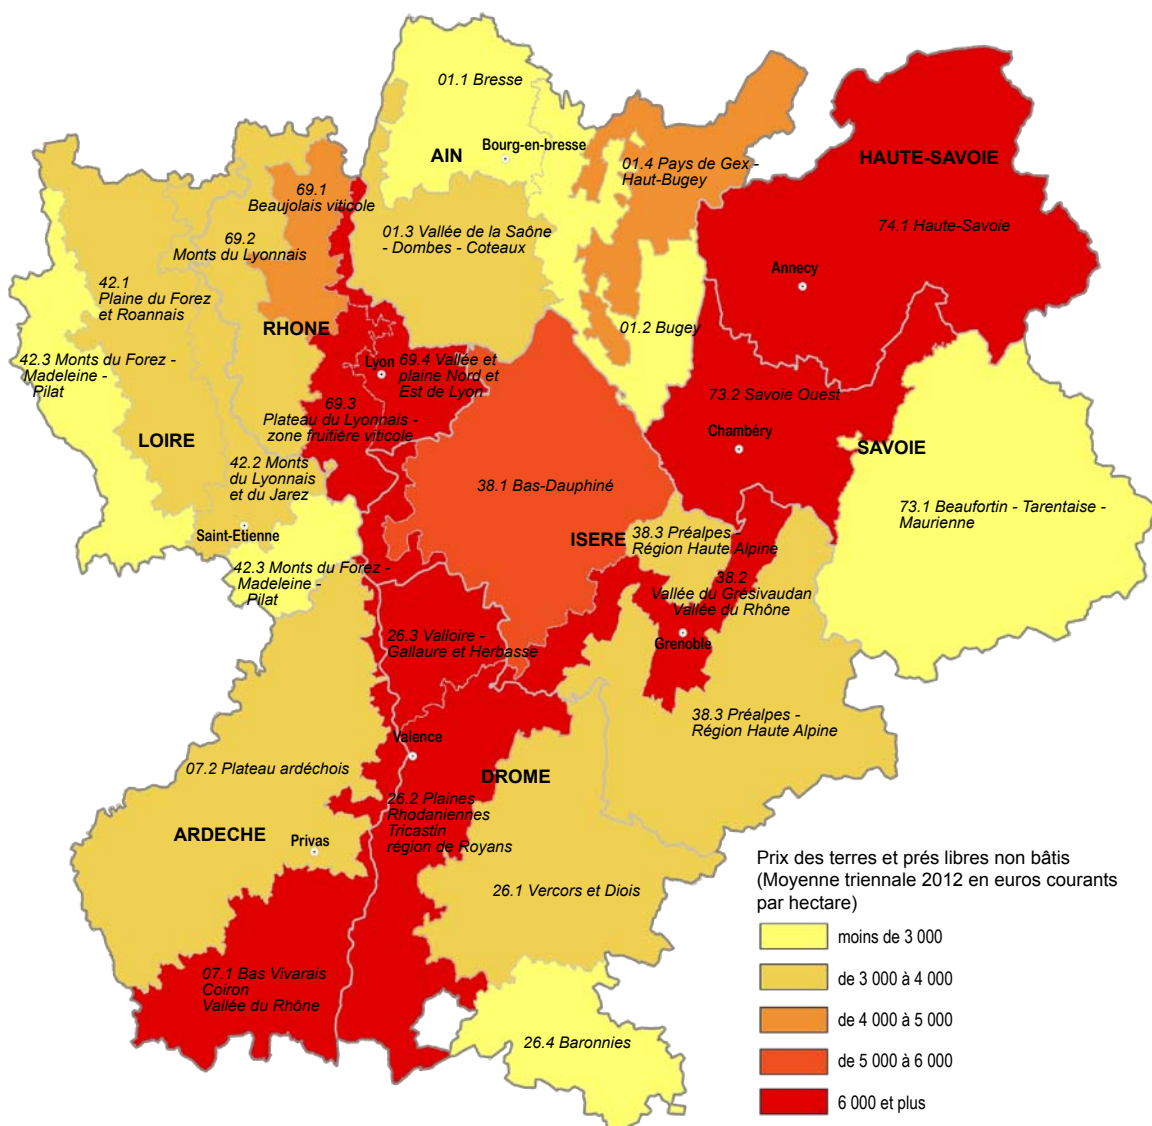 01.1 Bresse
AIN
Bourg-en-bresse
01.4 Pays de Gex -
Haut-Bugey
HAUTE-SAVOIE
69.1
Beaujolais viticole
74.1 Haute-Savoie
01.3 Vallée de la Saône
- Dombes - Coteaux
69.2
Monts du Lyonnais
Annecy
42.1
Plaine du Forez
et Roannais
RHONE
01.2 Bugey
42.3 Monts du Forez -
Madeleine -
Pilat
Lyon
69.4 Vallée et
plaine Nord et
Est de Lyon
73.2 Savoie Ouest
69.3
Plateau du Lyonnais -
zone fruitière viticole
Chambéry
LOIRE
SAVOIE
42.2 Monts
du Lyonnais
et du Jarez
38.1 Bas-Dauphiné
73.1 Beaufortin - Tarentaise -
Maurienne
Saint-Etienne
ISERE
38.3 Préalpes -
Région Haute Alpine
42.3 Monts du Forez -
Madeleine -
Pilat
38.2
Vallée du Grésivaudan
Vallée du Rhône
26.3 Valloire -
Gallaure et Herbasse
Grenoble
38.3 Préalpes -
Région Haute Alpine
Valence
07.2 Plateau ardéchois
DROME
26.2 Plaines
Rhodaniennes
Tricastin
région de Royans
ARDECHE
Privas
26.1 Vercors et Diois
07.1 Bas Vivarais
Coiron
Vallée du Rhône
26.4 Baronnies
Prix des terres et prés libres non bâtis
(Moyenne triennale 2012 en euros courants
par hectare)
moins de 3 000
de 3 000 à 4 000
de 4 000 à 5 000
de 5 000 à 6 000
6 000 et plus